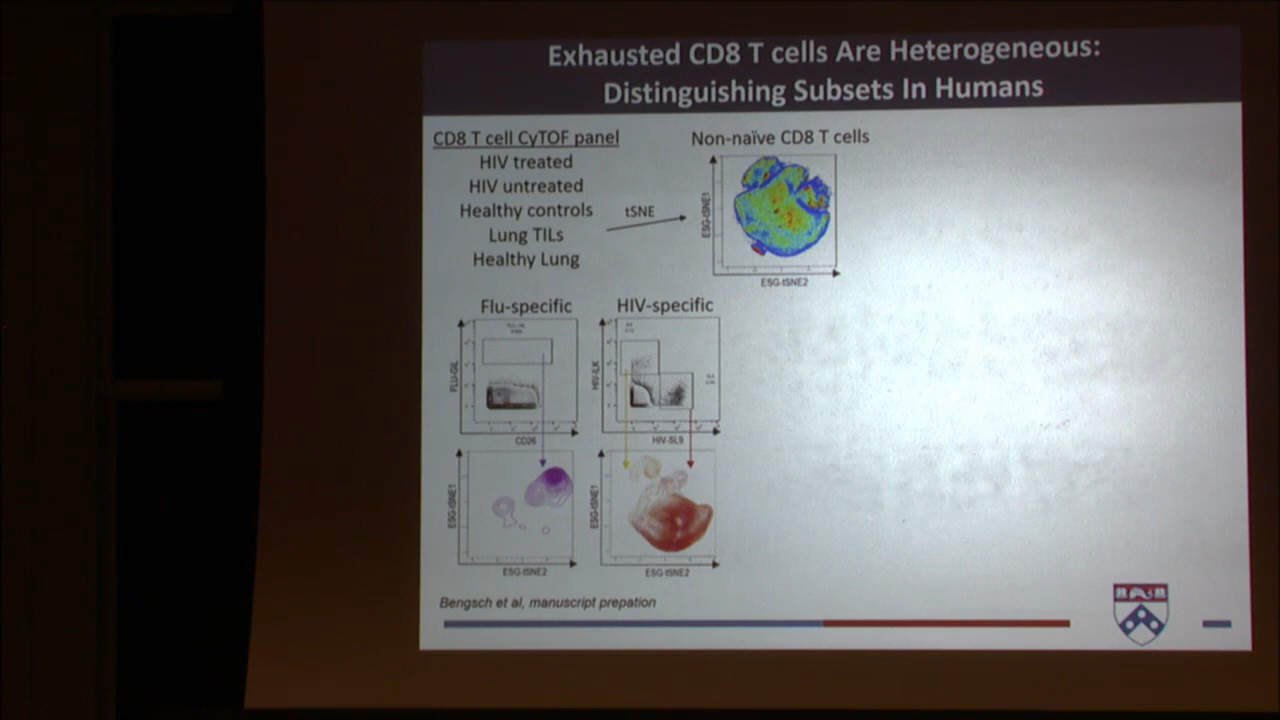 Exhausted CD8 T cells Are Heterogeneous:
Distinguishing Subsets In Humans
CD8 T cell CyTOF panel
HIV treated
HIV untreated
Healthy controls
Lung TILs
Healthy Lung
tSNE
Non-naïve CD8 T cells
ESG-tSNE1
ESG-tSNE2
Flu-specific
FLU-GIL
CD26
HIV-specific
HIV-ILK
HIV-SL9
ESG-tSNE1
ESG-tSNE2
ESG-tSNE1
ESG-tSNE2
Bengsch et al, manuscript prepation